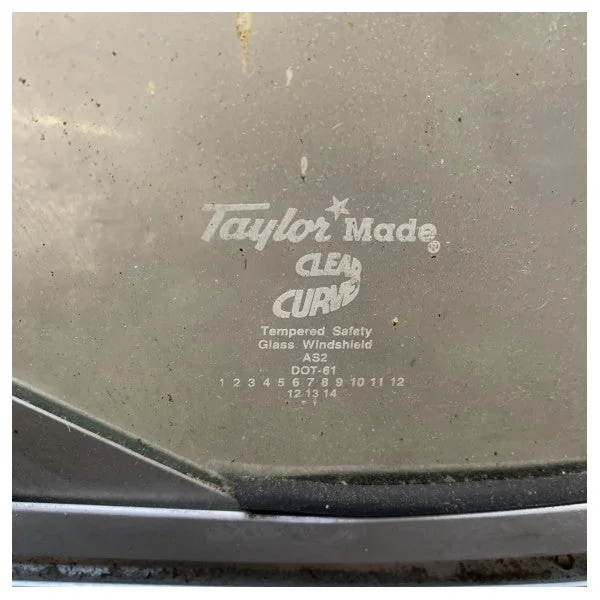 Taylor Made®
CLEAR
CURVE
Tempered Safety
Glass Windshield
AS2
DOT-61
1 2 3 4 5 6 7 8 9 10 11 12
12 13 14